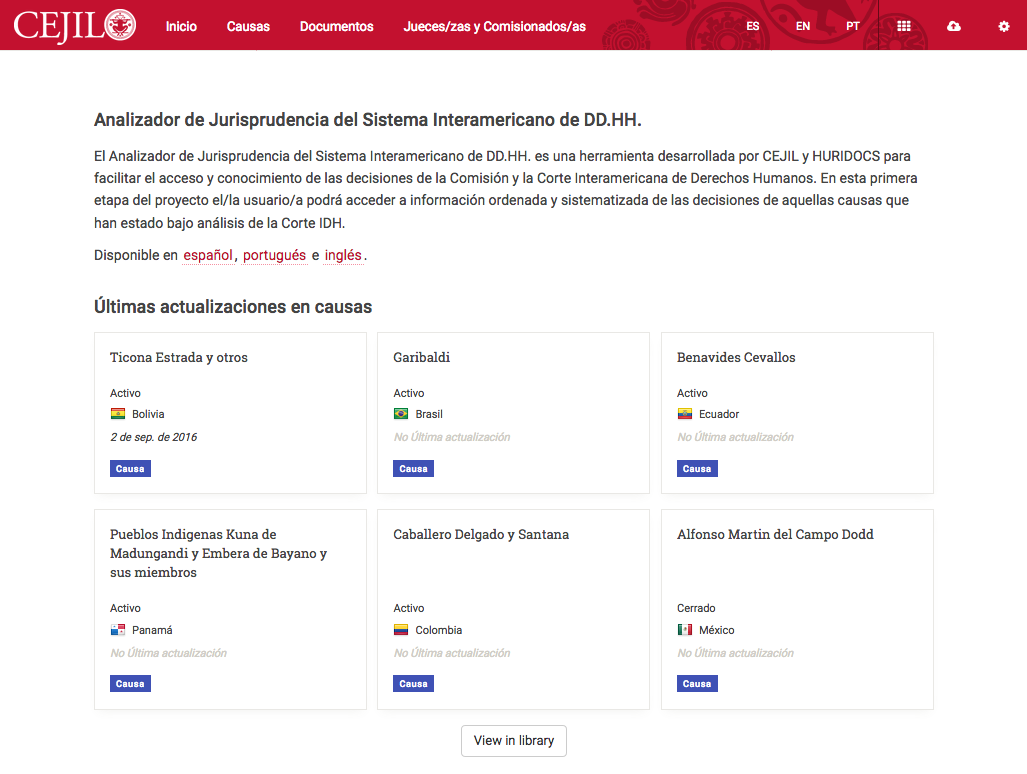 CEJIL Inicio Causas Documentos Jueces/zas y Comisionados/as ES EN PT
Analizador de Jurisprudencia del Sistema Interamericano de DD.HH.
El Analizador de Jurisprudencia del Sistema Interamericano de DD.HH. es una herramienta desarrollada por CEJIL y HURIDOCS para
facilitar el acceso y conocimiento de las decisiones de la Comisión y la Corte Interamericana de Derechos Humanos. En esta primera
etapa del proyecto el/la usuario/a podrá acceder a información ordenada y sistematizada de las decisiones de aquellas causas que
han estado bajo análisis de la Corte IDH.
Disponible en español, portugués e inglés.
Últimas actualizaciones en causas
Ticona Estrada y otros
Activo
Bolivia
2 de sep. de 2016
Causa
Garibaldi
Activo
Brasil
No Última actualización
Causa
Benavides Cevallos
Activo
Ecuador
No Última actualización
Causa
Pueblos Indigenas Kuna de
Madungandi y Embera de Bayano y
sus miembros
Activo
Panamá
No Última actualización
Causa
Caballero Delgado y Santana
Activo
Colombia
No Última actualización
Causa
Alfonso Martin del Campo Dodd
Cerrado
México
No Última actualización
Causa
View in library